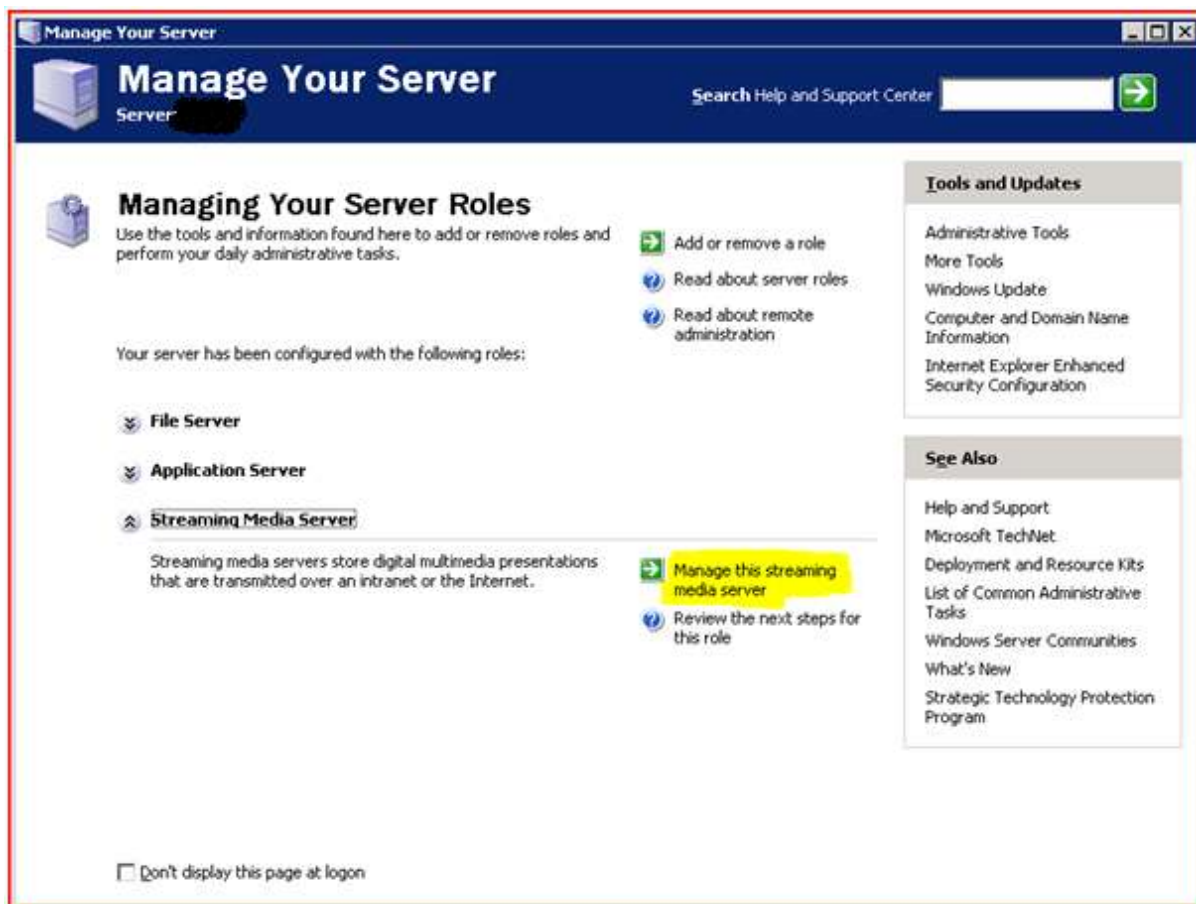 Manage Your Server
Manage Your Server
Server
Search Help and Support Center
Managing Your Server Roles
Use the tools and information found here to add or remove roles and
perform your daily administrative tasks.
Add or remove a role
Read about server roles
Read about remote
administration
Your server has been configured with the following roles:
File Server
Application Server
Streaming Media Server
Streaming media servers store digital multimedia presentations
that are transmitted over an intranet or the Internet.
Manage this streaming
media server
Review the next steps for
this role
Don't display this page at logon
Tools and Updates
Administrative Tools
More Tools
Windows Update
Computer and Domain Name
Information
Internet Explorer Enhanced
Security Configuration
See Also
Help and Support
Microsoft TechNet
Deployment and Resource Kits
List of Common Administrative
Tasks
Windows Server Communities
What's New
Strategic Technology Protection
Program